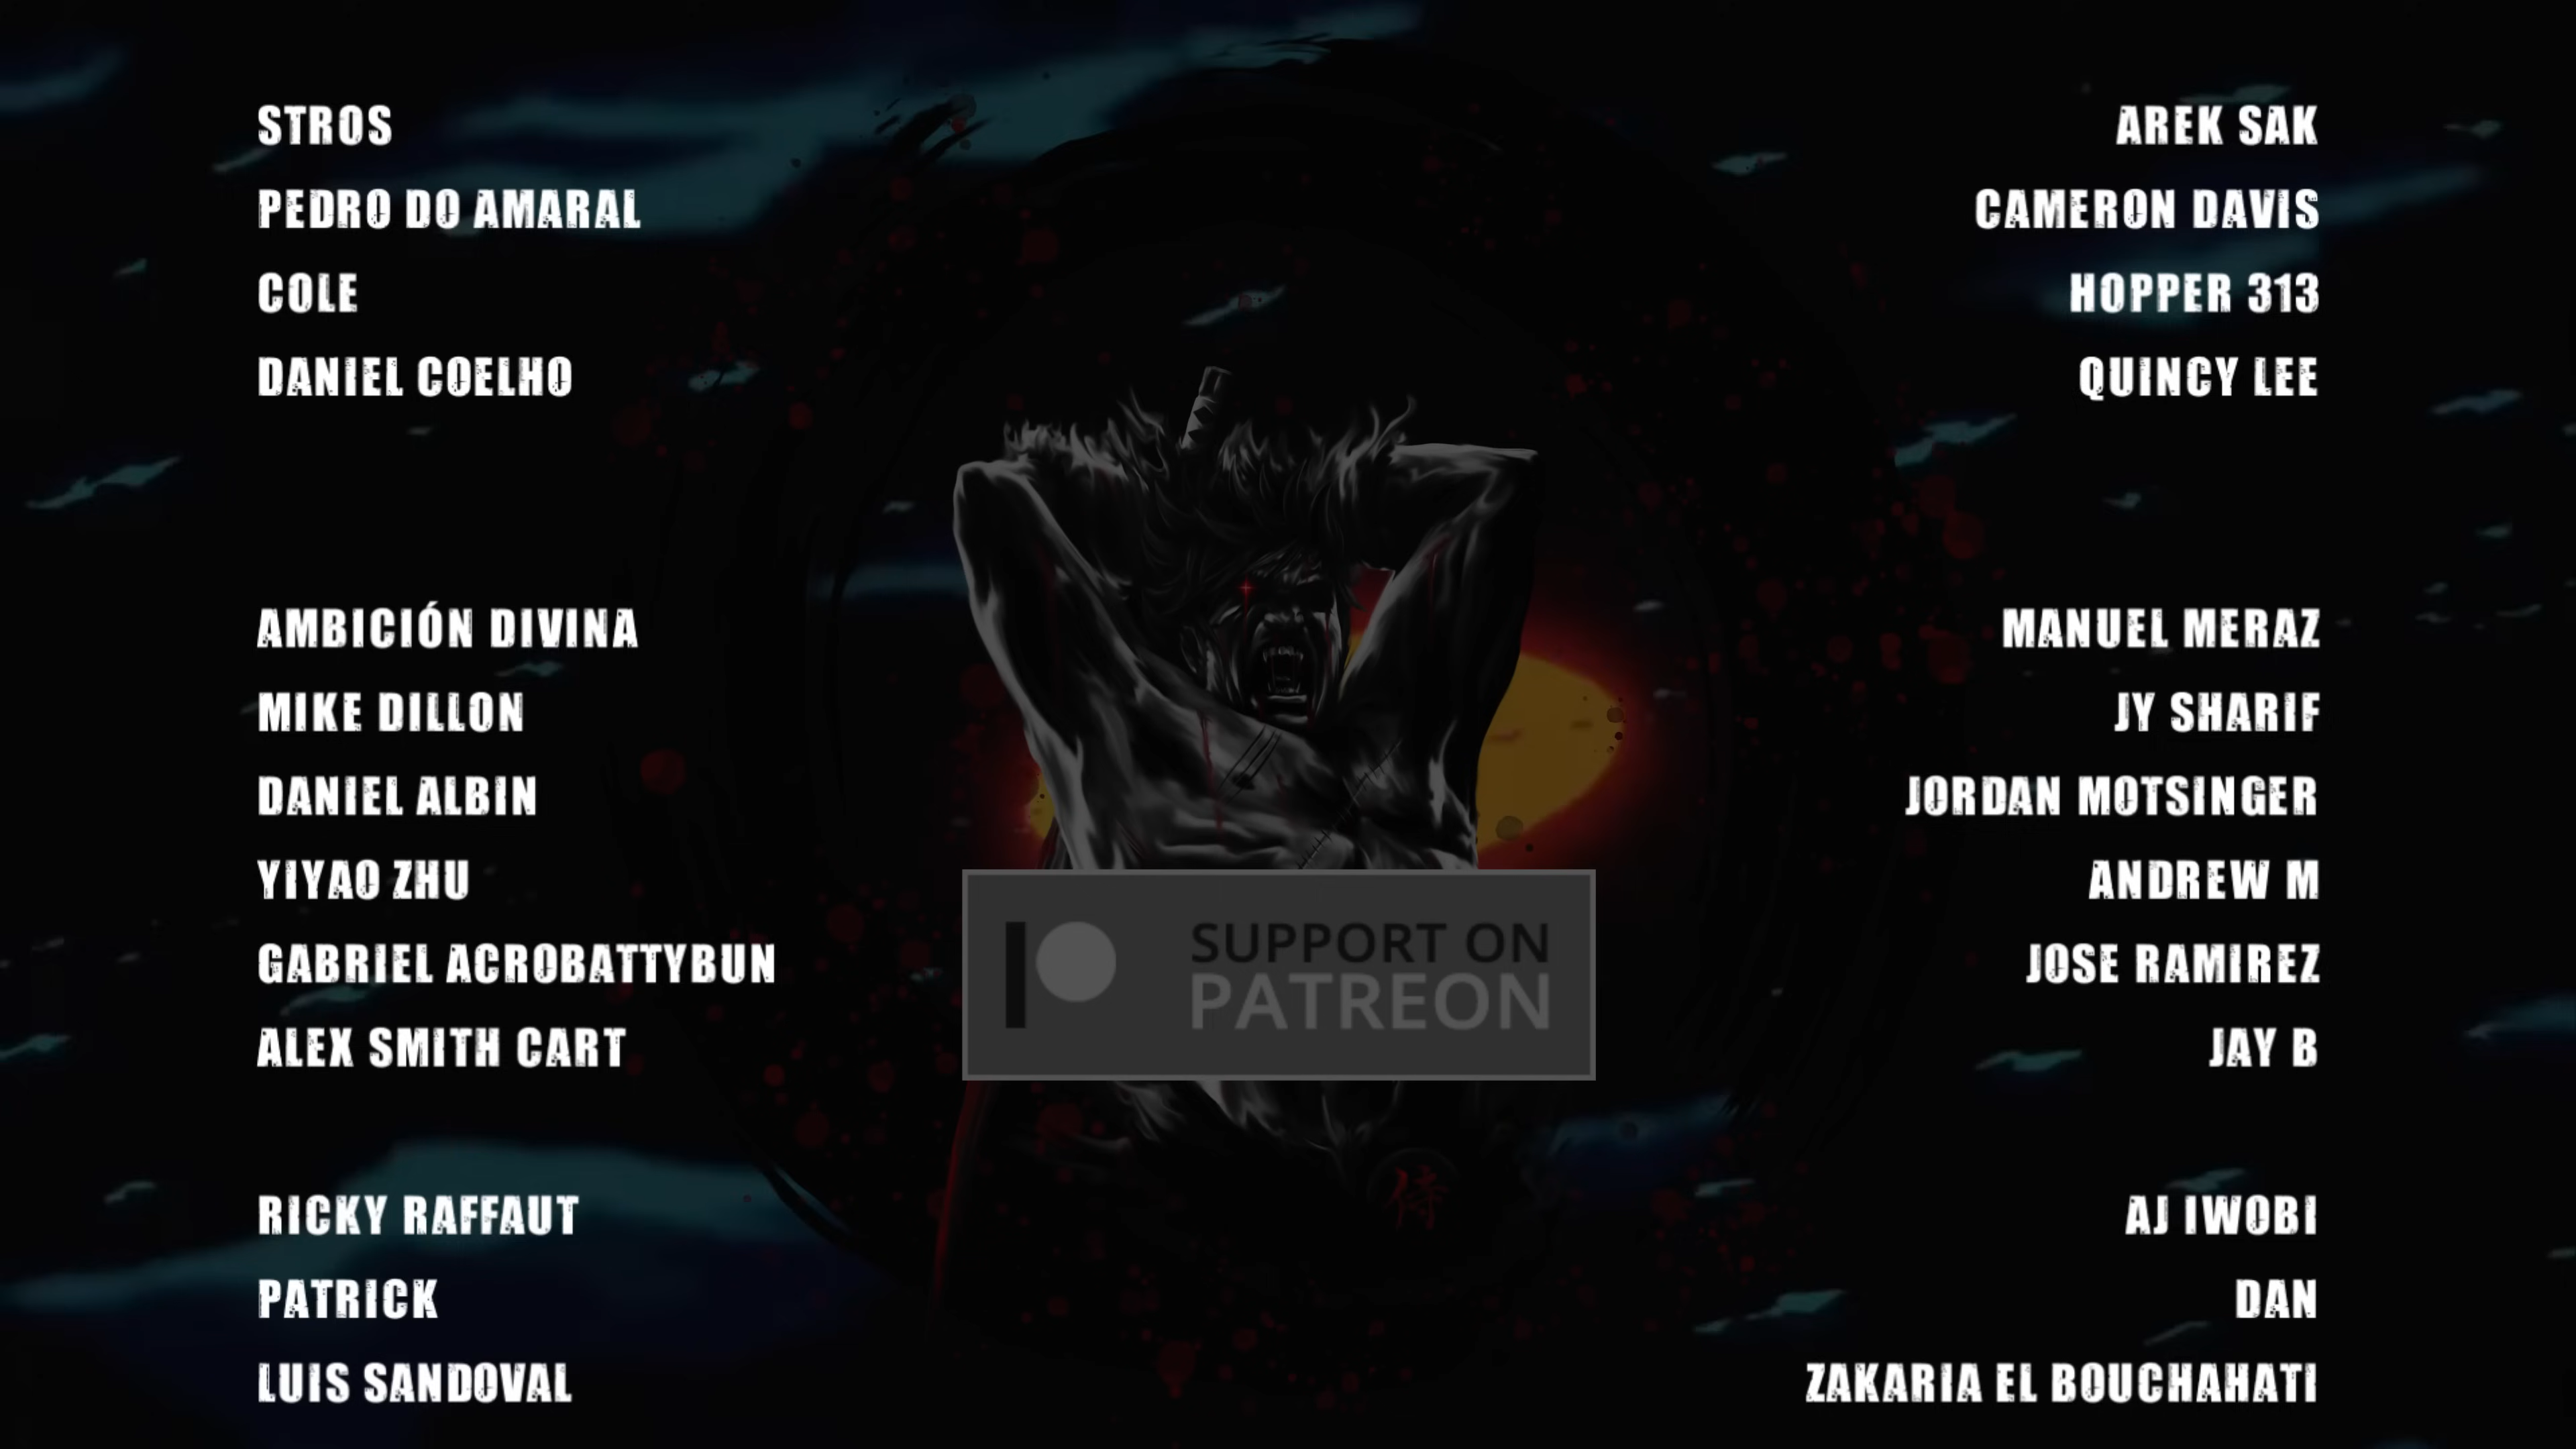 STROS
PEDRO DO AMARAL
COLE
DANIEL COELHO
AMBICIÓN DIVINA
MIKE DILLON
DANIEL ALBIN
YIYAO ZHU
GABRIEL ACROBATTYBUN
ALEX SMITH CART
RICKY RAFFAUT
PATRICK
LUIS SANDOVAL
SUPPORT ON
PATREON
侍
AREK SAK
CAMERON DAVIS
HOPPER 313
QUINCY LEE
MANUEL MERAZ
JY SHARIF
JORDAN MOTSINGER
ANDREW M
JOSE RAMIREZ
JAY B
AJ IWOBI
DAN
ZAKARIA EL BOUCHAHATI